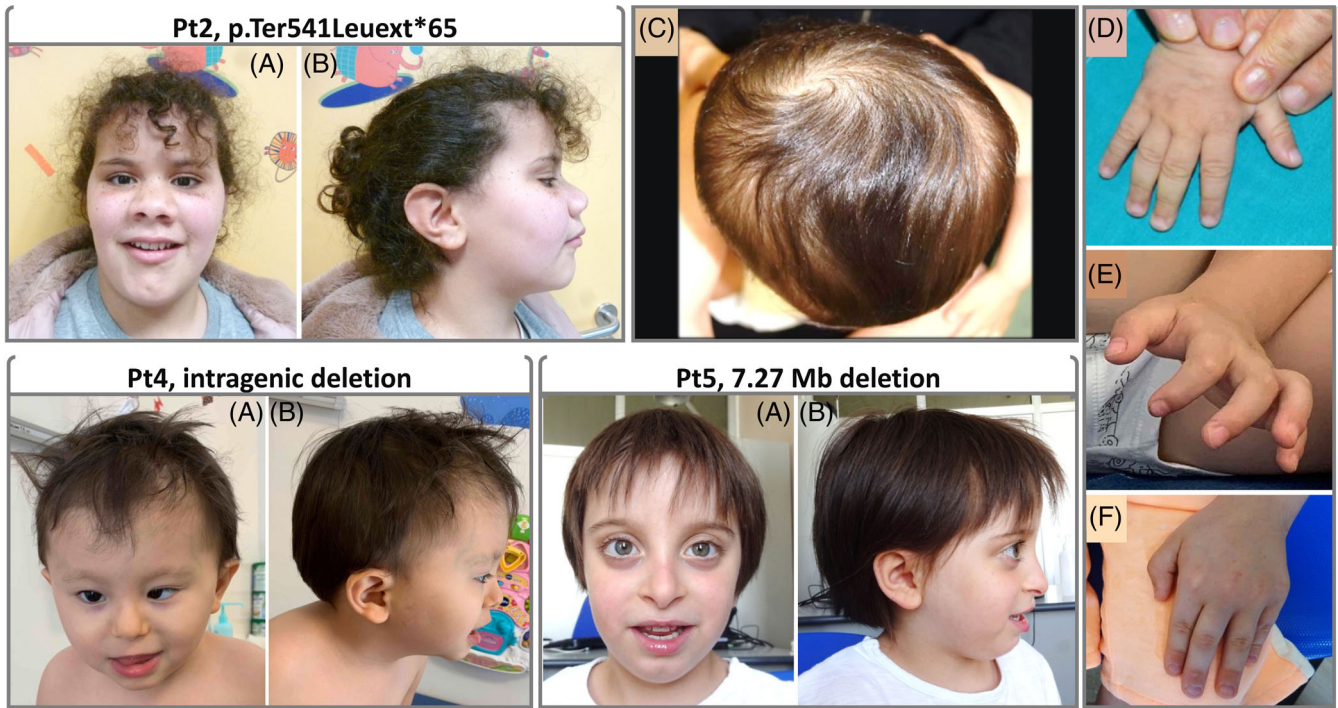 Pt2, p.Ter541Leuext*65
(A) (B)
(C)
(D)
(E)
(F)
Pt4, intragenic deletion
(A) (B)
Pt5, 7.27 Mb deletion
(A) (B)